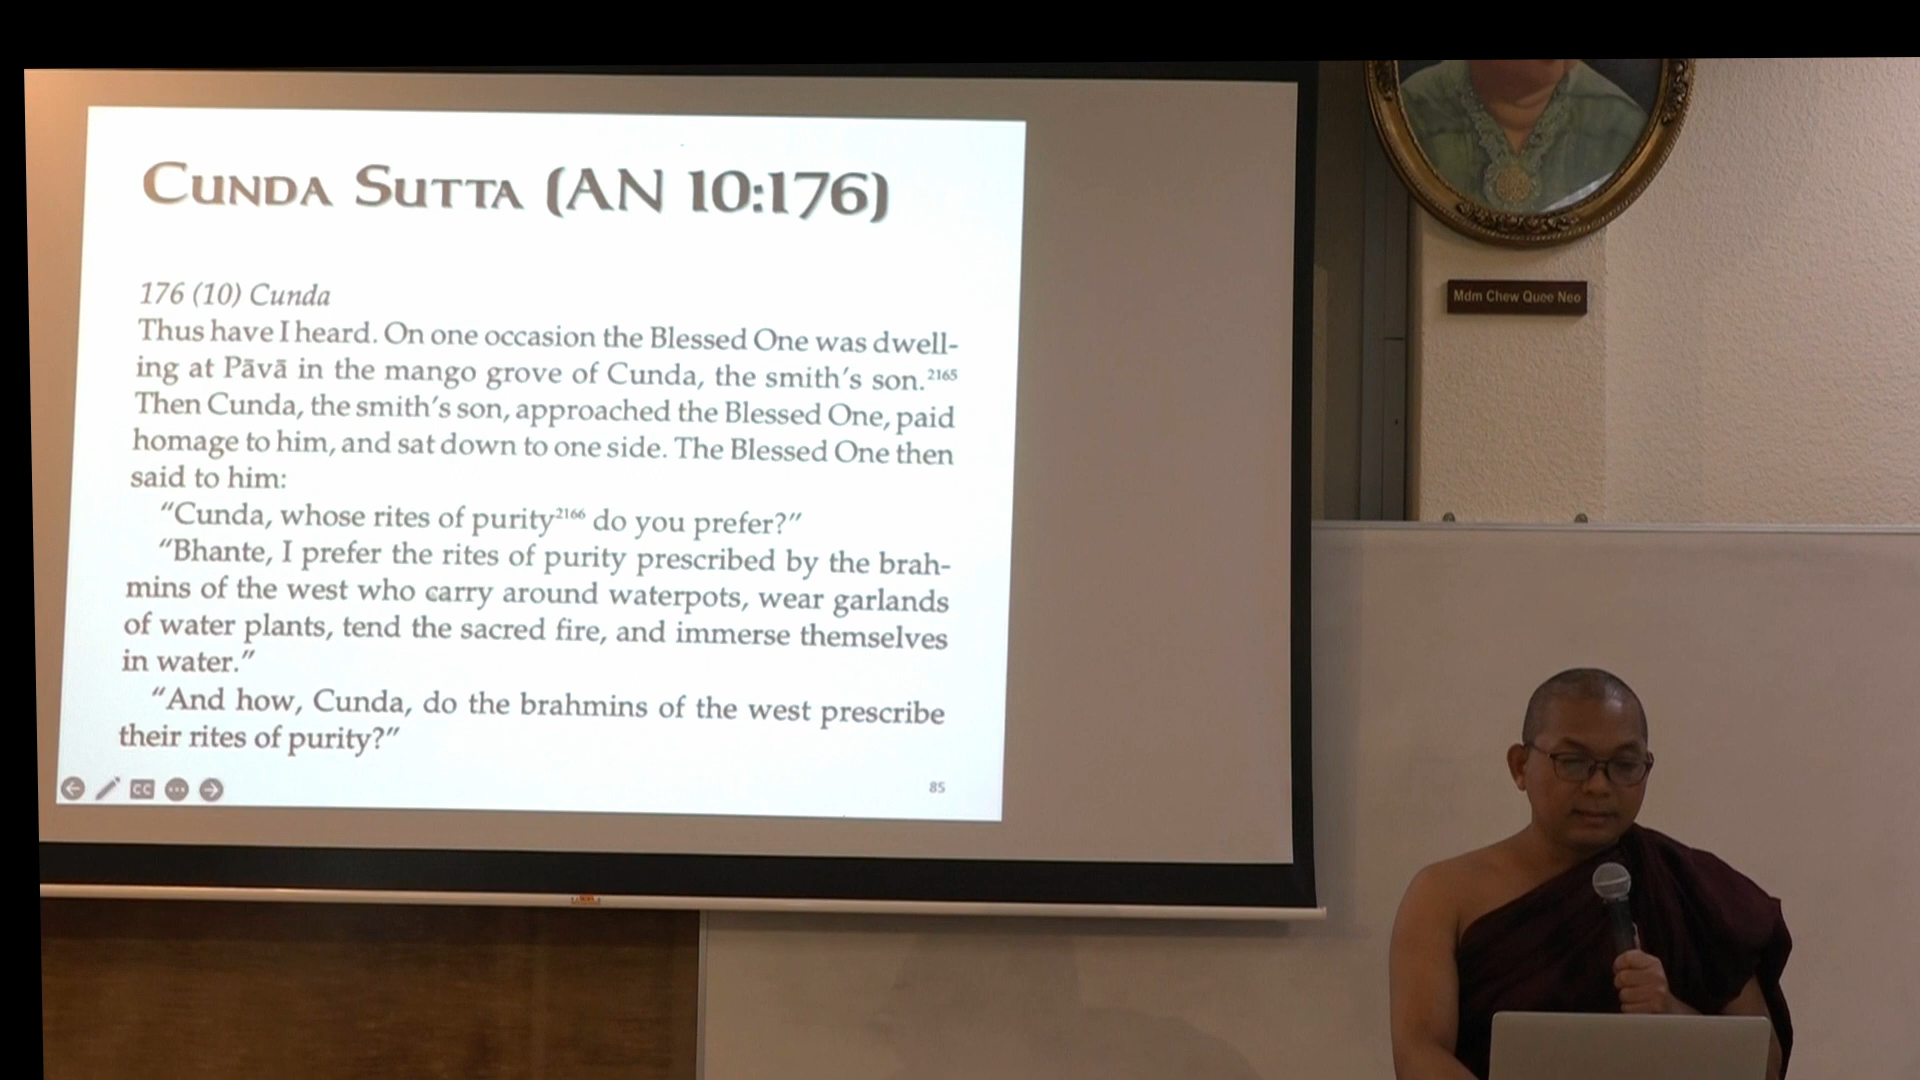 CUNDA SUTTA (AN 10:176)
176 (10) Cunda
Thus have I heard. On one occasion the Blessed One was dwell-
ing at Pāvā in the mango grove of Cunda, the smith's son.2165
Then Cunda, the smith's son, approached the Blessed One, paid
homage to him, and sat down to one side. The Blessed One then
said to him:
"Cunda, whose rites of purity2166 do you prefer?"
"Bhante, I prefer the rites of purity prescribed by the brah-
mins of the west who carry around waterpots, wear garlands
of water plants, tend the sacred fire, and immerse themselves
in water."
"And how, Cunda, do the brahmins of the west prescribe
their rites of purity?"
CC
85
Mdm Chew Quee Neo